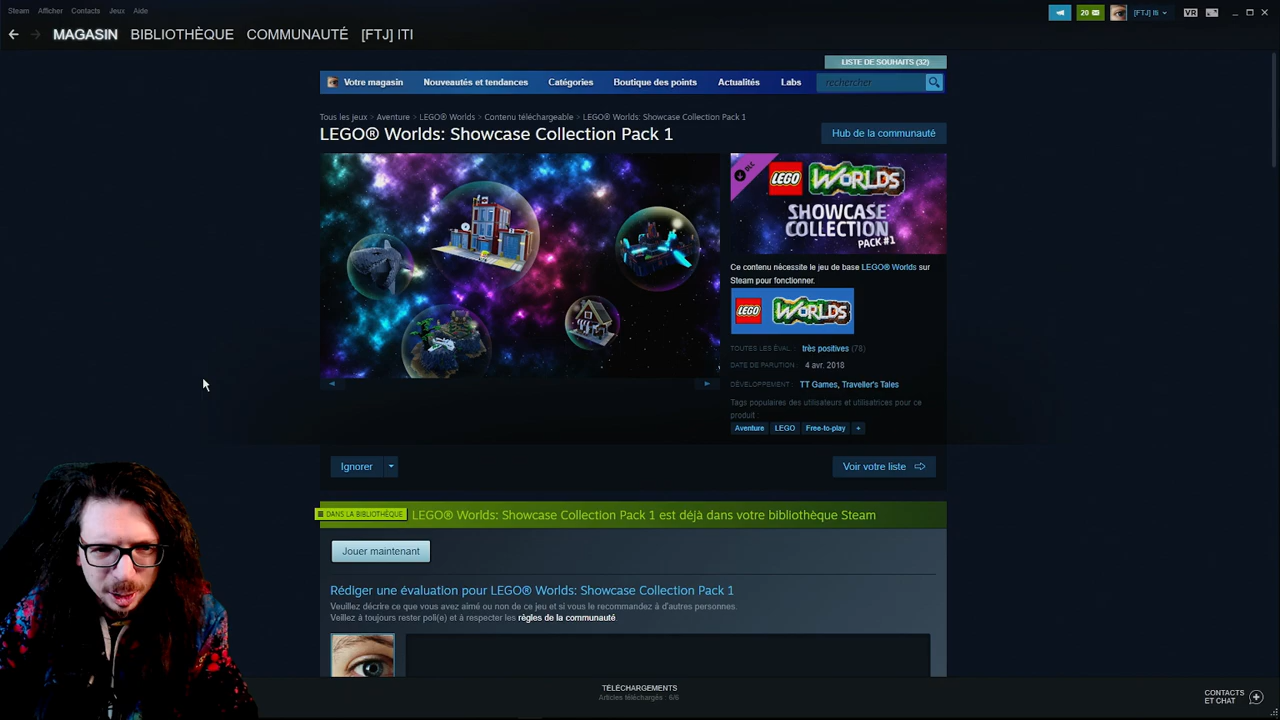 Steam Afficher Contacts Jeux Aide
20 [FTJ] Iti VR
MAGASIN BIBLIOTHÈQUE COMMUNAUTÉ [FTJ] ITI
LISTE DE SOUHAITS (32)
Votre magasin Nouveautés et tendances Catégories Boutique des points Actualités Labs rechercher
Tous les jeux > Aventure > LEGO® Worlds > Contenu téléchargeable > LEGO® Worlds: Showcase Collection Pack 1
LEGO® Worlds: Showcase Collection Pack 1
Hub de la communauté
DLC
LEGO WORLDS
SHOWCASE
COLLECTION
PACK #1
Ce contenu nécessite le jeu de base LEGO® Worlds sur
Steam pour fonctionner.
LEGO WORLDS
TOUTES LES ÉVAL. : très positives (78)
DATE DE PARUTION : 4 avr. 2018
DÉVELOPPEMENT : TT Games, Traveller's Tales
Tags populaires des utilisateurs et utilisatrices pour ce
produit :
Aventure LEGO Free-to-play +
Ignorer
Voir votre liste
DANS LA BIBLIOTHÈQUE LEGO® Worlds: Showcase Collection Pack 1 est déjà dans votre bibliothèque Steam
Jouer maintenant
Rédiger une évaluation pour LEGO® Worlds: Showcase Collection Pack 1
Veuillez décrire ce que vous avez aimé ou non de ce jeu et si vous le recommandez à d'autres personnes.
Veillez à toujours rester poli(e) et à respecter les règles de la communauté.
TÉLÉCHARGEMENTS
Articles téléchargés : 6/6
CONTACTS
ET CHAT